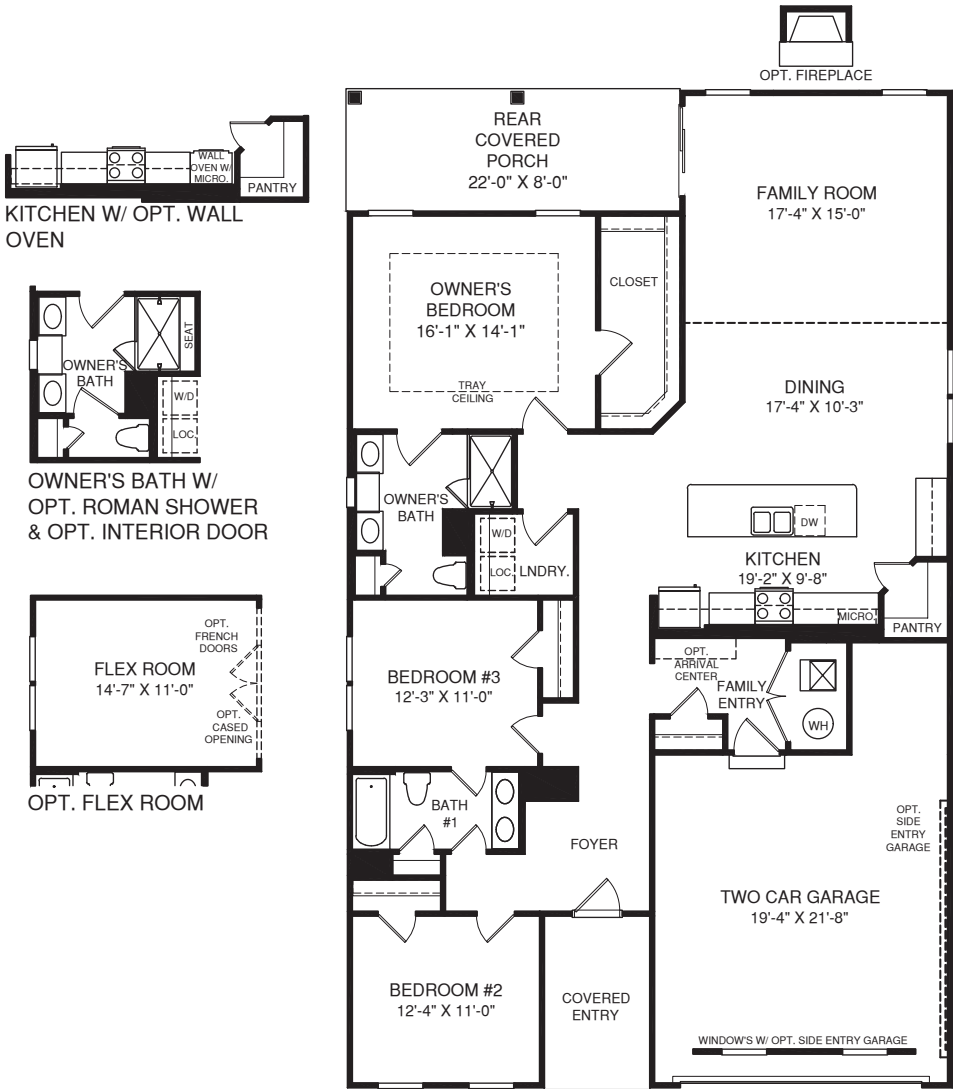 OPT. FIREPLACE
REAR
COVERED
PORCH
22'-0" X 8'-0"
FAMILY ROOM
17'-4" X 15'-0"
WALL
OVEN W/
MICRO.
PANTRY
KITCHEN W/ OPT. WALL
OVEN
OWNER'S
BEDROOM
16'-1" X 14'-1"
TRAY
CEILING
CLOSET
SEAT
OWNER'S
BATH
W/D
LOC.
OWNER'S BATH W/
OPT. ROMAN SHOWER
& OPT. INTERIOR DOOR
DINING
17'-4" X 10'-3"
OWNER'S
BATH
W/D
LOC.
LNDRY.
DW
KITCHEN
19'-2" X 9'-8"
MICRO.
PANTRY
OPT.
FRENCH
DOORS
FLEX ROOM
14'-7" X 11'-0"
OPT.
CASED
OPENING
OPT. FLEX ROOM
BEDROOM #3
12'-3" X 11'-0"
OPT.
ARRIVAL
CENTER
FAMILY
ENTRY
WH
BATH
#1
FOYER
OPT.
SIDE
ENTRY
GARAGE
TWO CAR GARAGE
19'-4" X 21'-8"
BEDROOM #2
12'-4" X 11'-0"
COVERED
ENTRY
WINDOW'S W/ OPT. SIDE ENTRY GARAGE